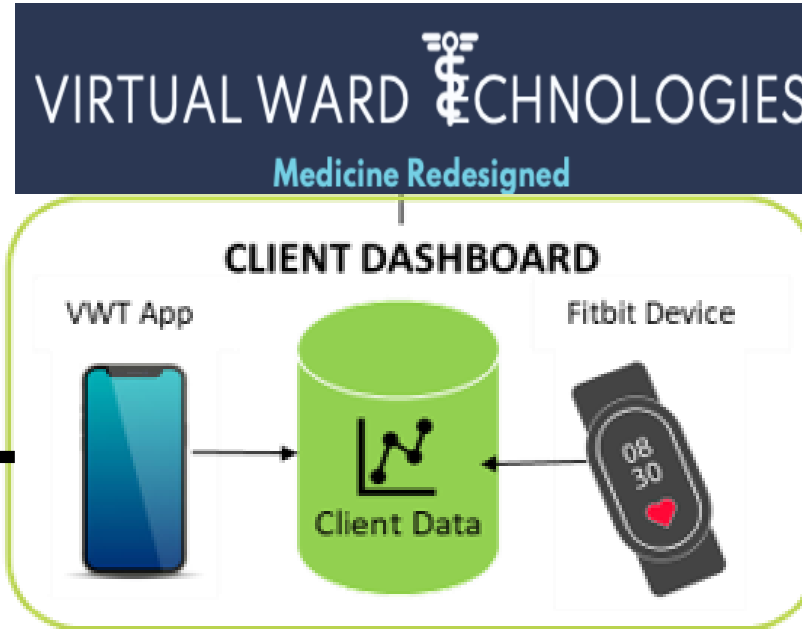 VIRTUAL WARD TECHNOLOGIES
Medicine Redesigned
CLIENT DASHBOARD
VWT App
Fitbit Device
08
30
Client Data